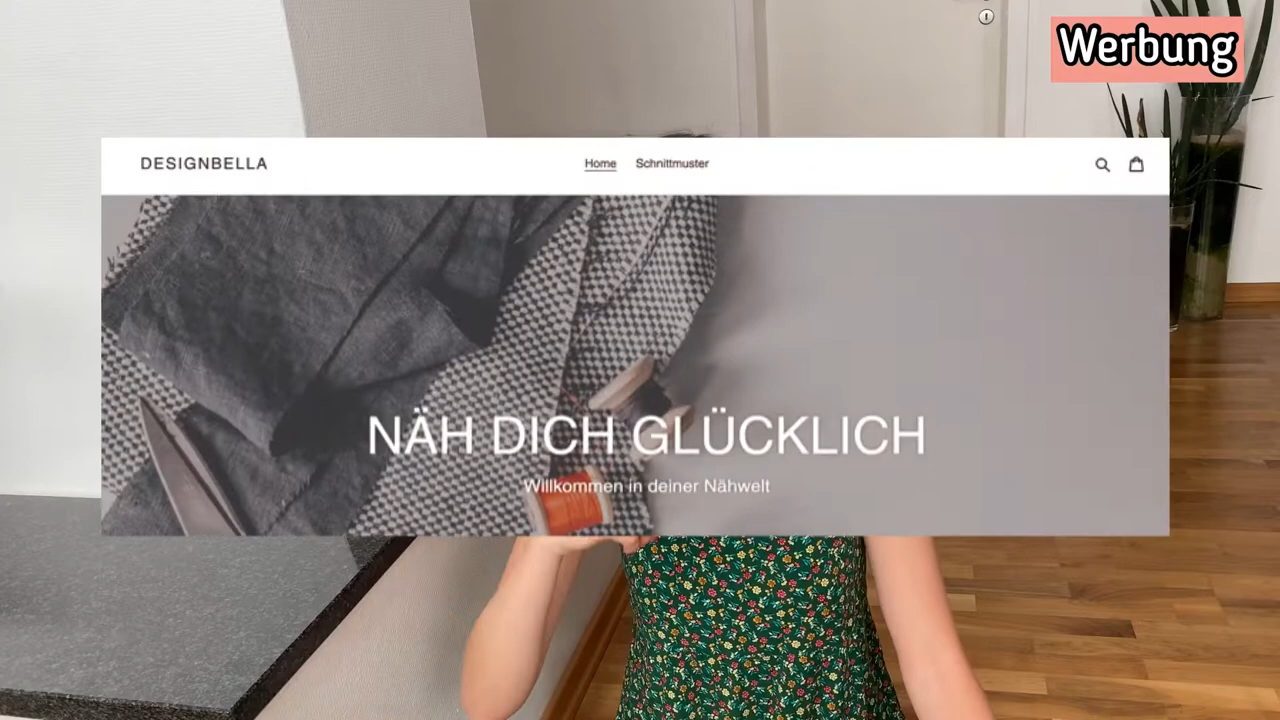 Werbung
DESIGNBELLA
Home Schnittmuster
NÄH DICH GLÜCKLICH
Willkommen in deiner Nähwelt